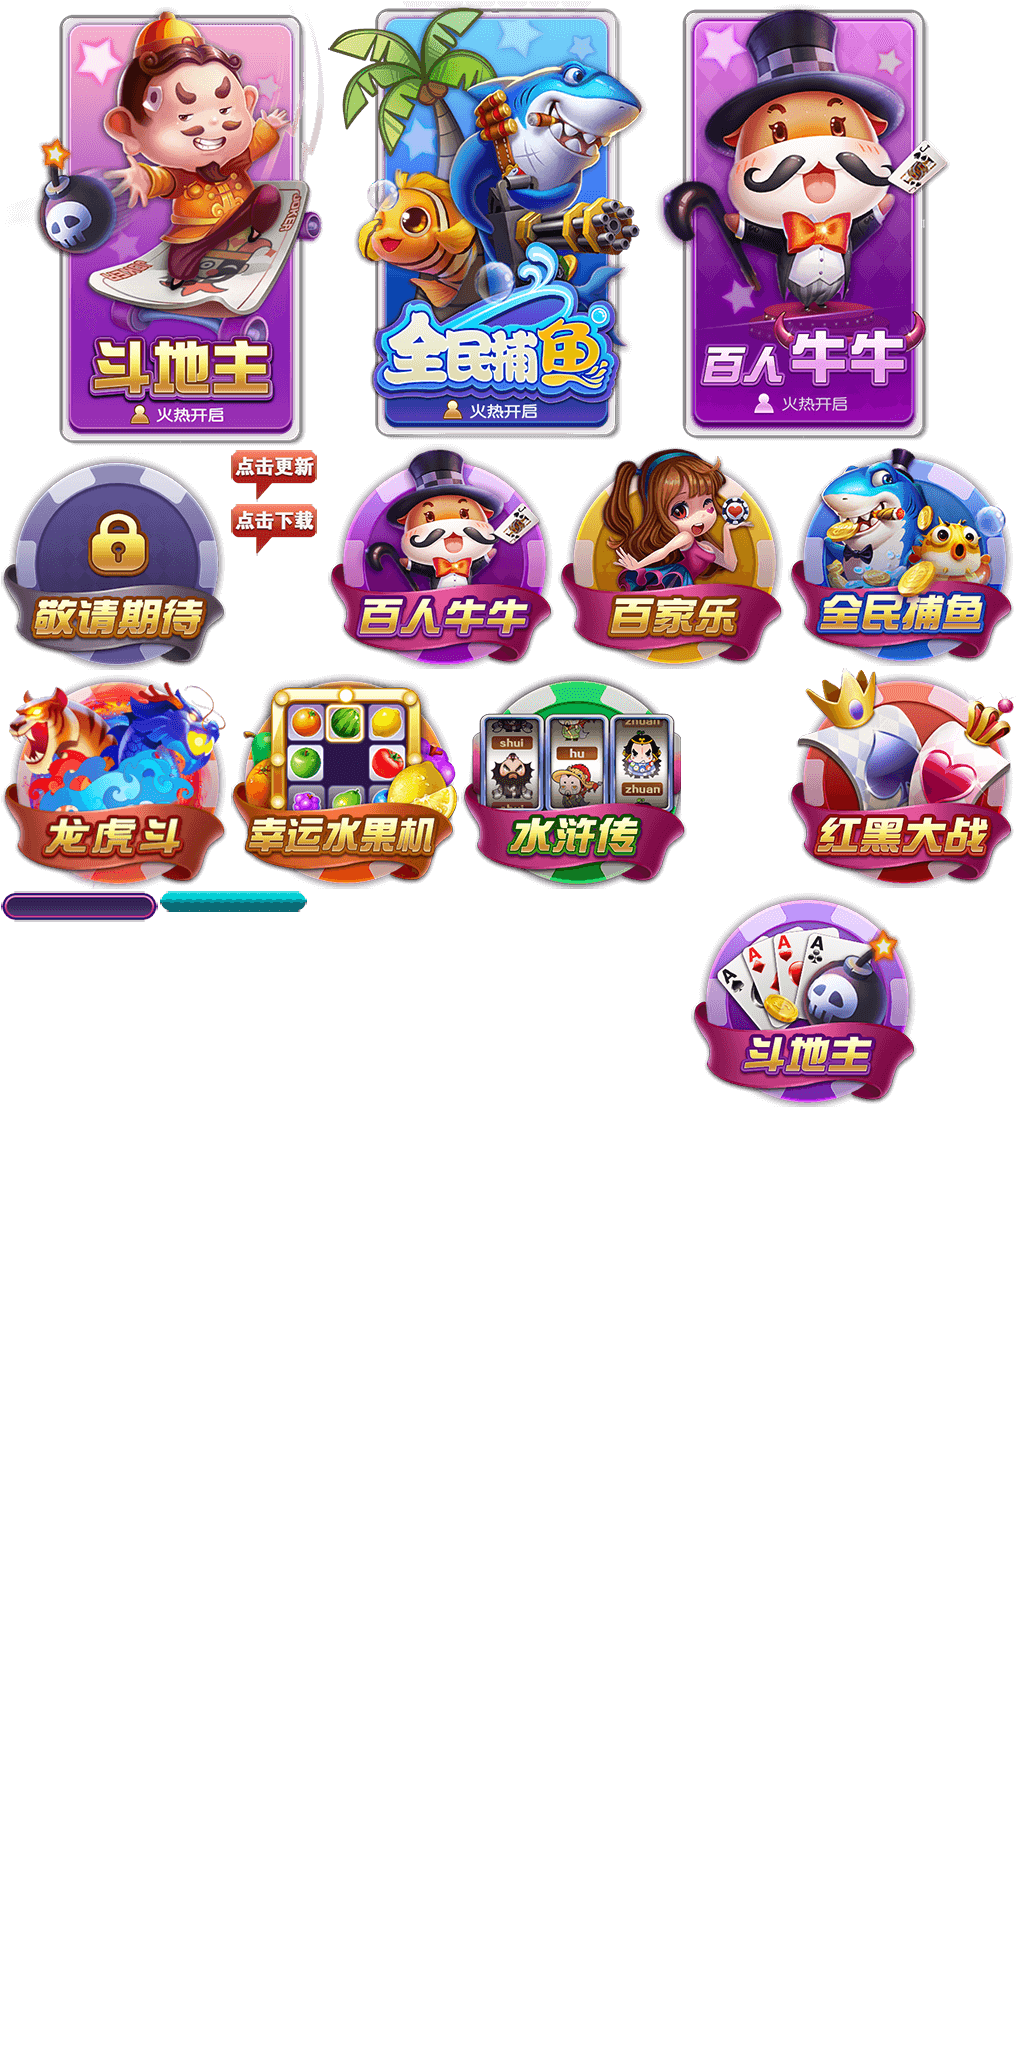 斗地主
火热开启
全民捕鱼
火热开启
百人牛牛
火热开启
敬请期待
点击更新
点击下载
百人牛牛
百家乐
全民捕鱼
龙虎斗
幸运水果机
shui
hu
zhuan
zhuan
水浒传
红黑大战
A
A
A
A
斗地主
JOKER
J